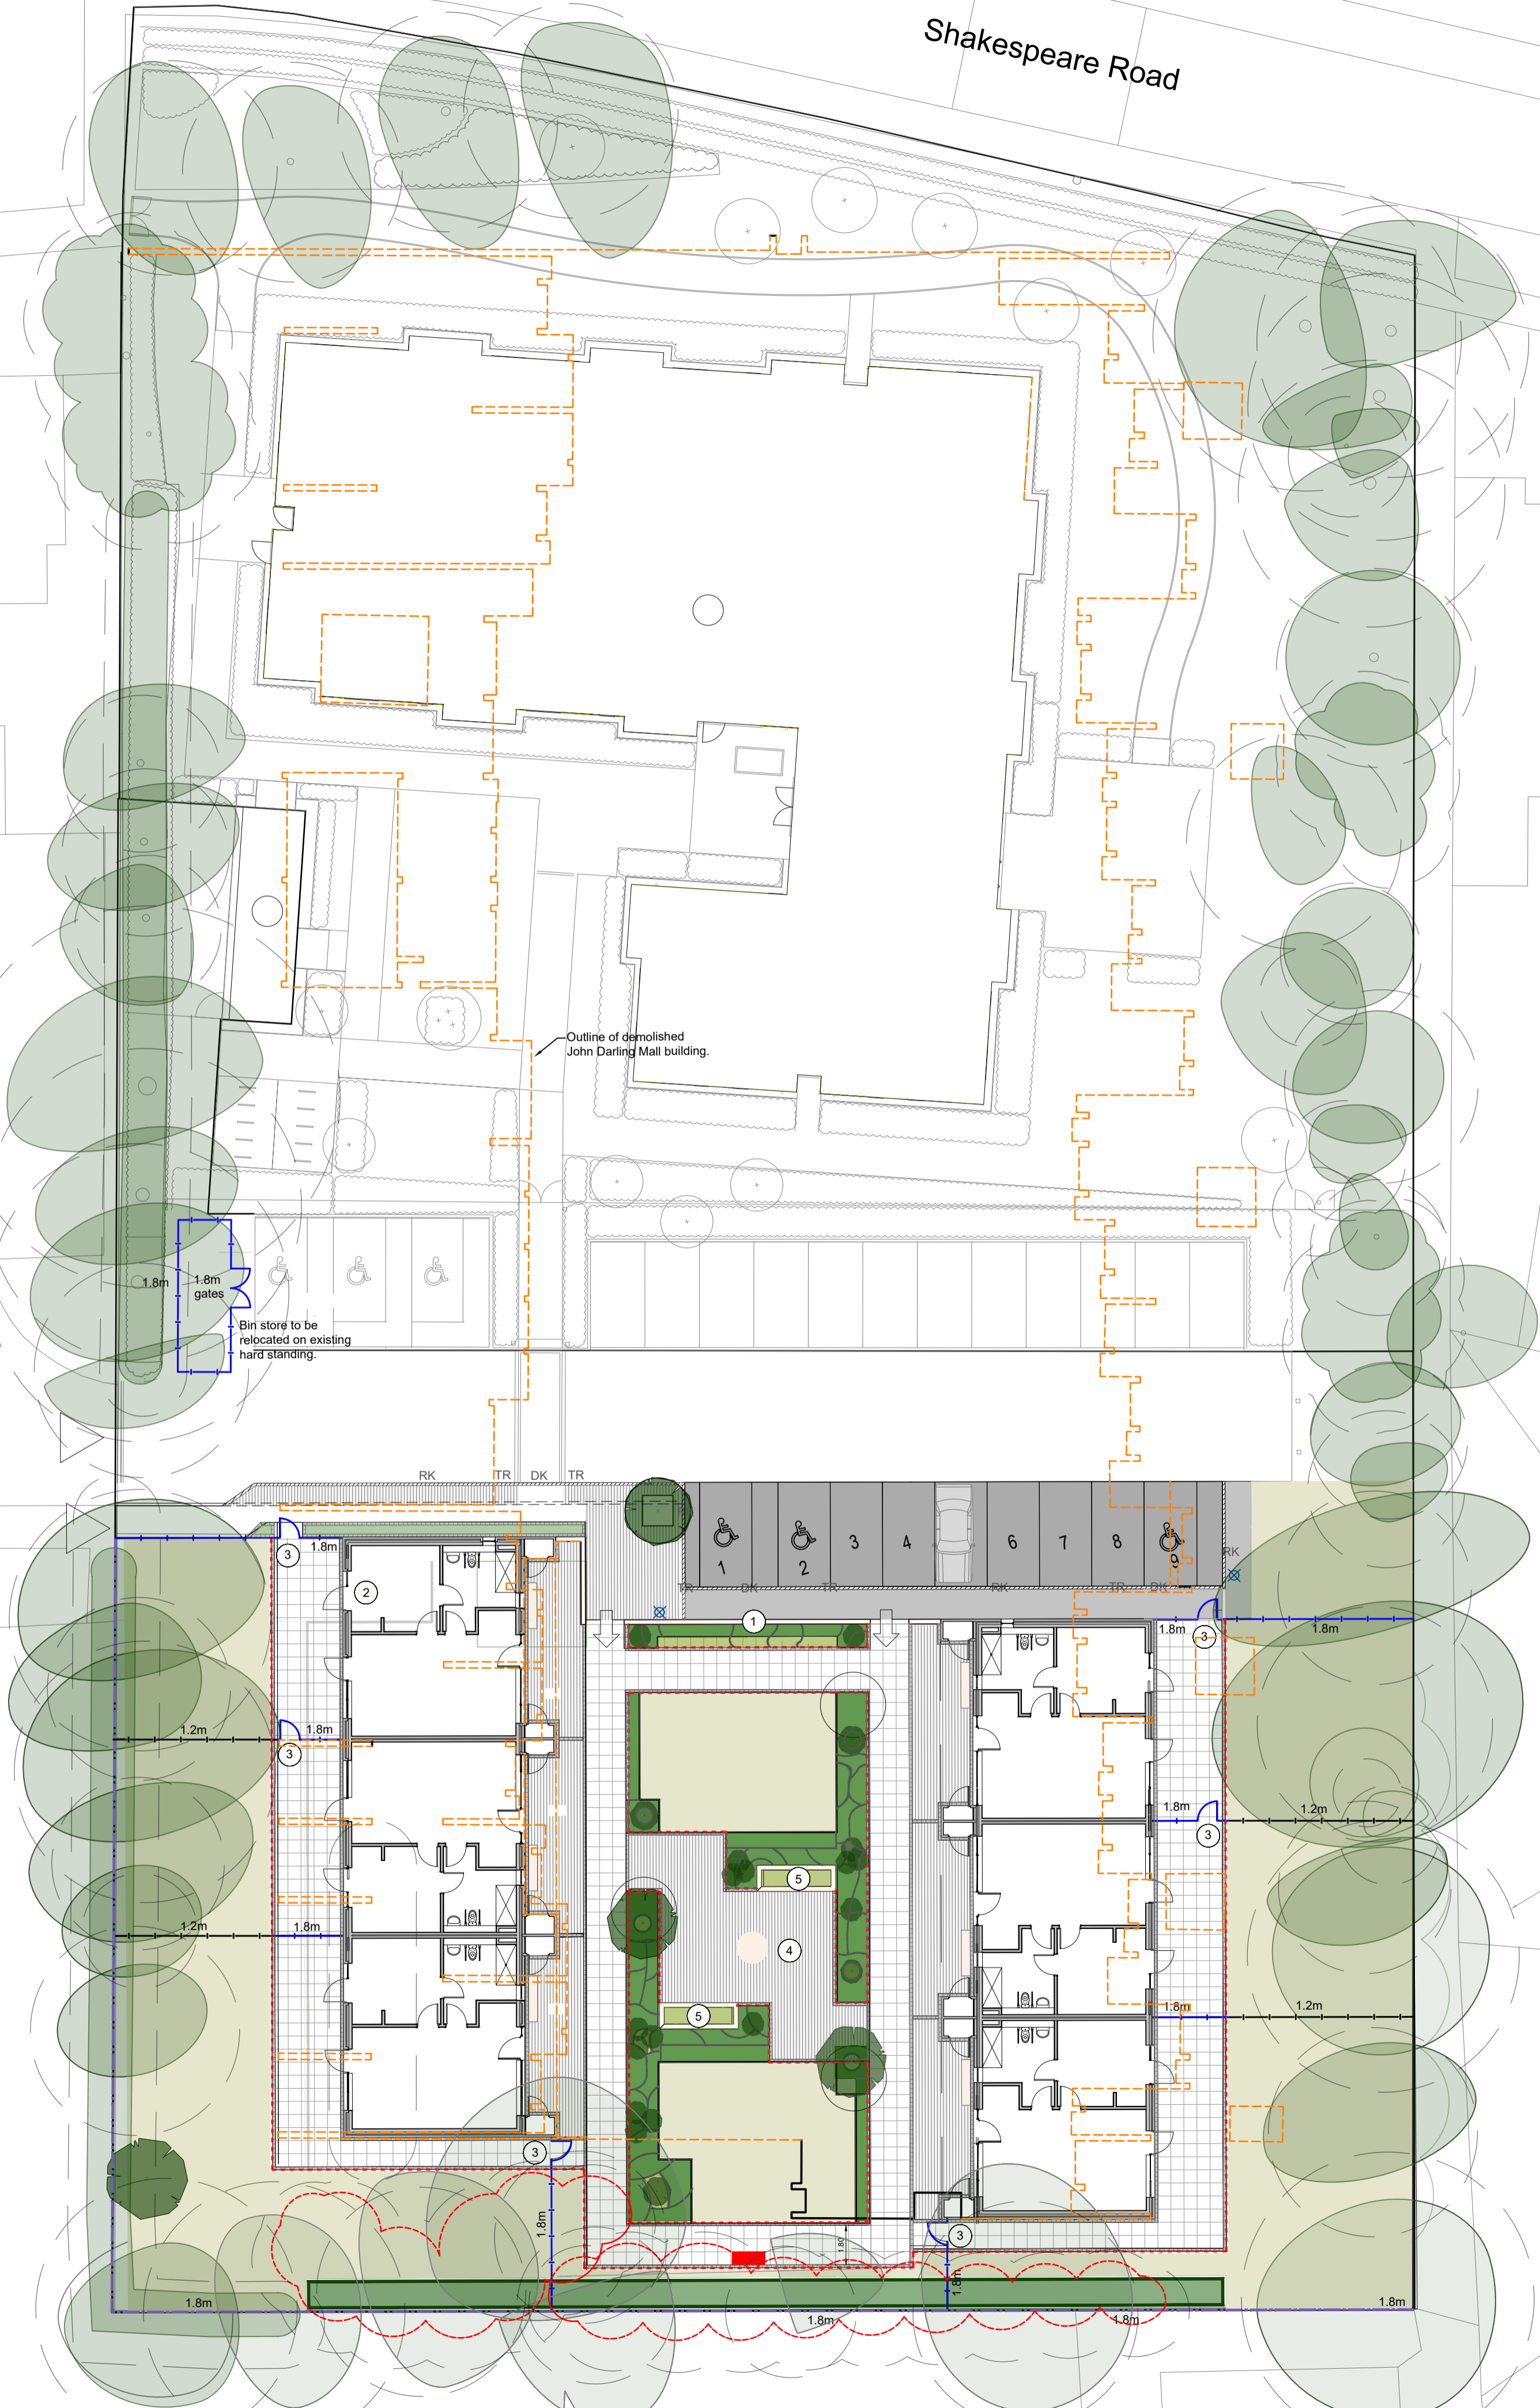 Shakespeare Road
Outline of demolished
John Darling Mall building.
1.8m
1.8m
gates
Bin store to be
relocated on existing
hard standing.
RK
TR
DK
TR
1
2
3
4
6
7
8
9
RK
TR
DK
TR
RK
TR
DK
3
1.8m
2
1
1.8m
3
1.8m
1.2m
1.8m
3
1.8m
1.2m
3
5
1.2m
1.8m
4
1.8m
1.2m
5
3
3
1.8m
1.80
1.8m
1.8m
1.8m
1.8m
1.8m